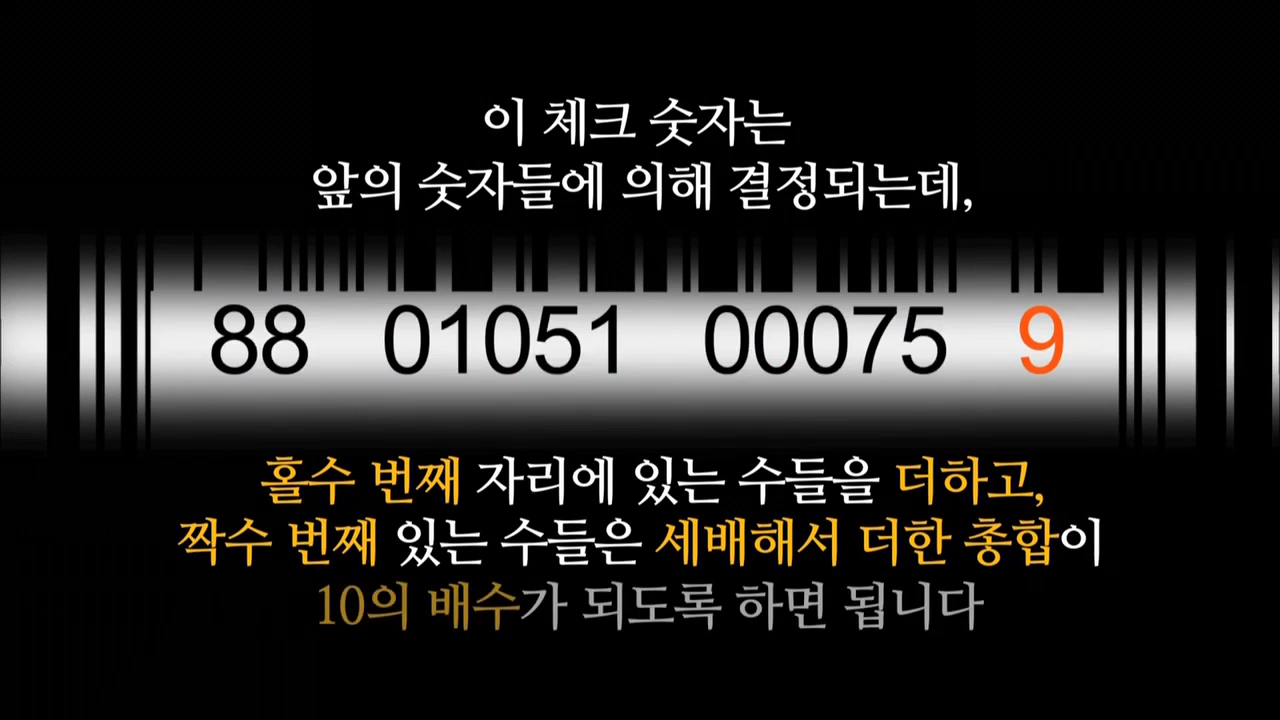 이 체크 숫자는
앞의 숫자들에 의해 결정되는데,
88 01051 00075 9
홀수 번째 자리에 있는 수들을 더하고,
짝수 번째 있는 수들은 세배해서 더한 총합이
10의 배수가 되도록 하면 됩니다